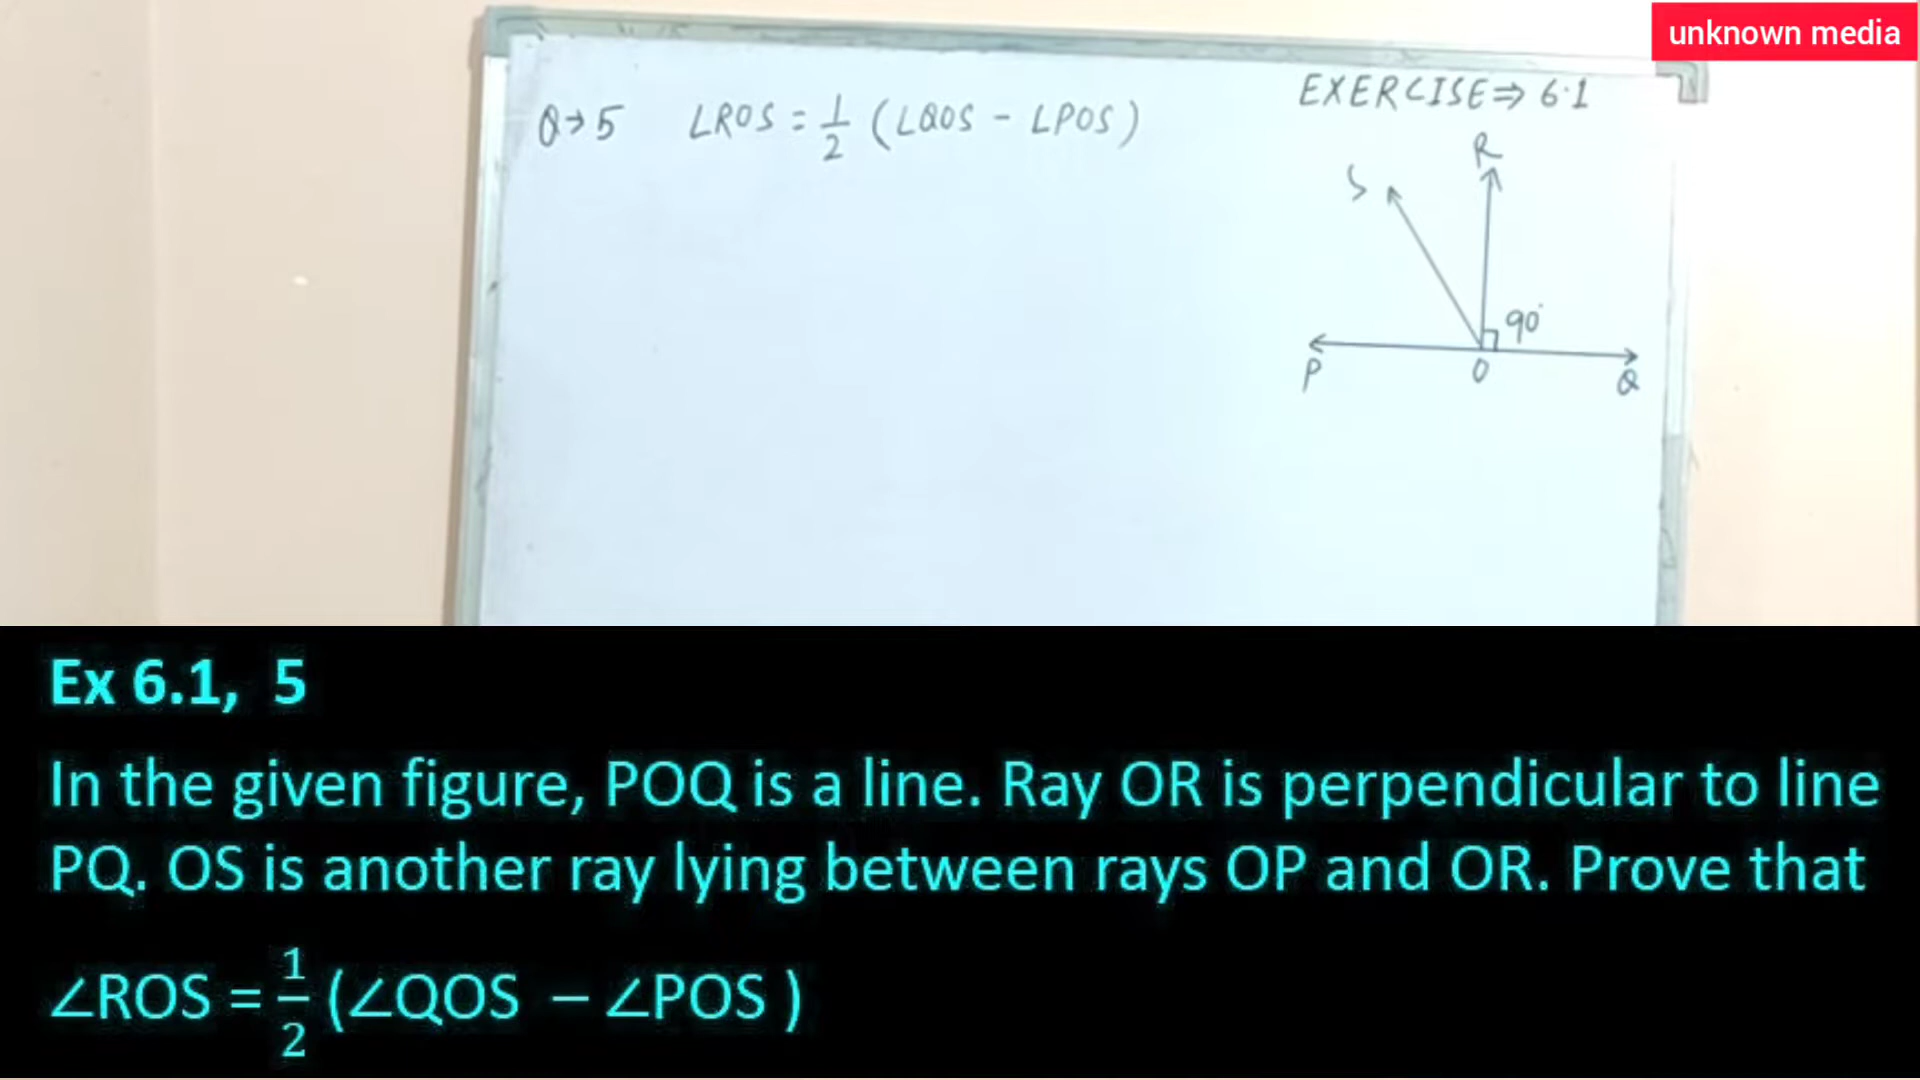 unknown media
EXERCISE⇒ 6.1
Q→5 ∠ROS = 1/2 (∠QOS - ∠POS)
R
S
90°
P O Q
Ex 6.1, 5
In the given figure, POQ is a line. Ray OR is perpendicular to line
PQ. OS is another ray lying between rays OP and OR. Prove that
∠ROS = 1/2 (∠QOS – ∠POS )